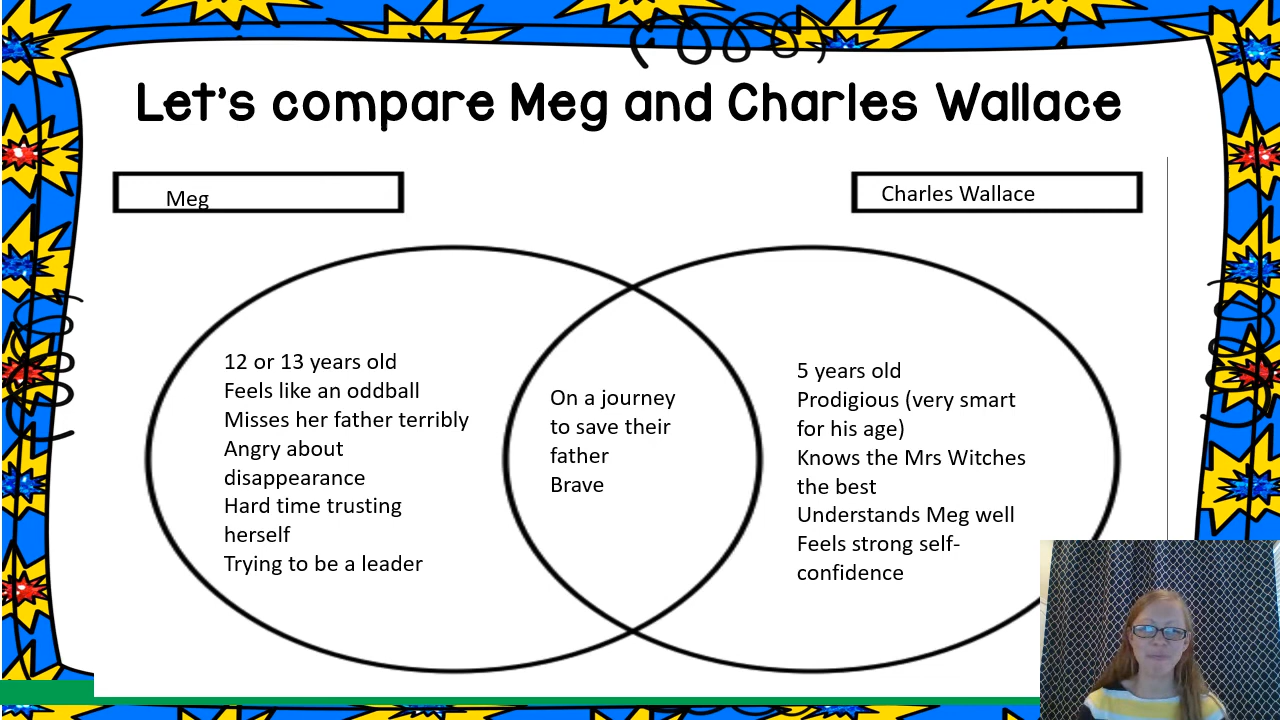 Let's compare Meg and Charles Wallace
Meg
Charles Wallace
12 or 13 years old
Feels like an oddball
Misses her father terribly
Angry about
disappearance
Hard time trusting
herself
Trying to be a leader
On a journey
to save their
father
Brave
5 years old
Prodigious (very smart
for his age)
Knows the Mrs Witches
the best
Understands Meg well
Feels strong self-
confidence